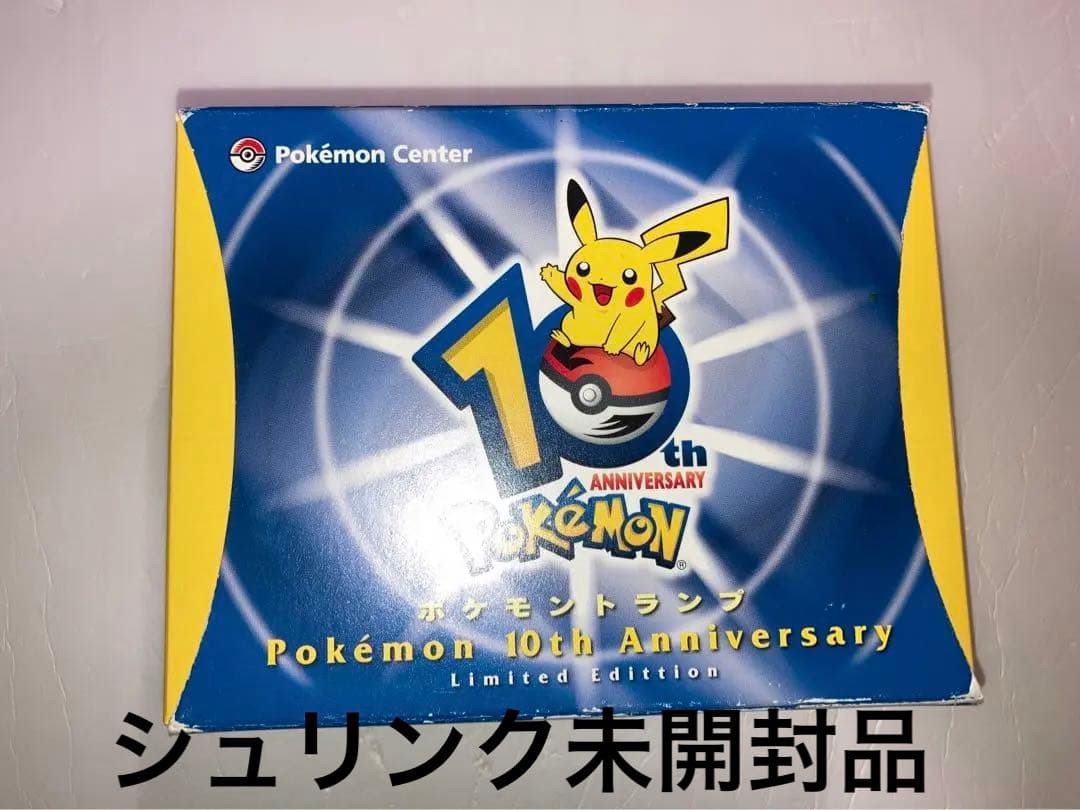 Pokémon Center
10th
ANNIVERSARY
POKéMON®
ポケモントランプ
Pokémon 10th Anniversary
Limited Edittion
シュリンク未開封品